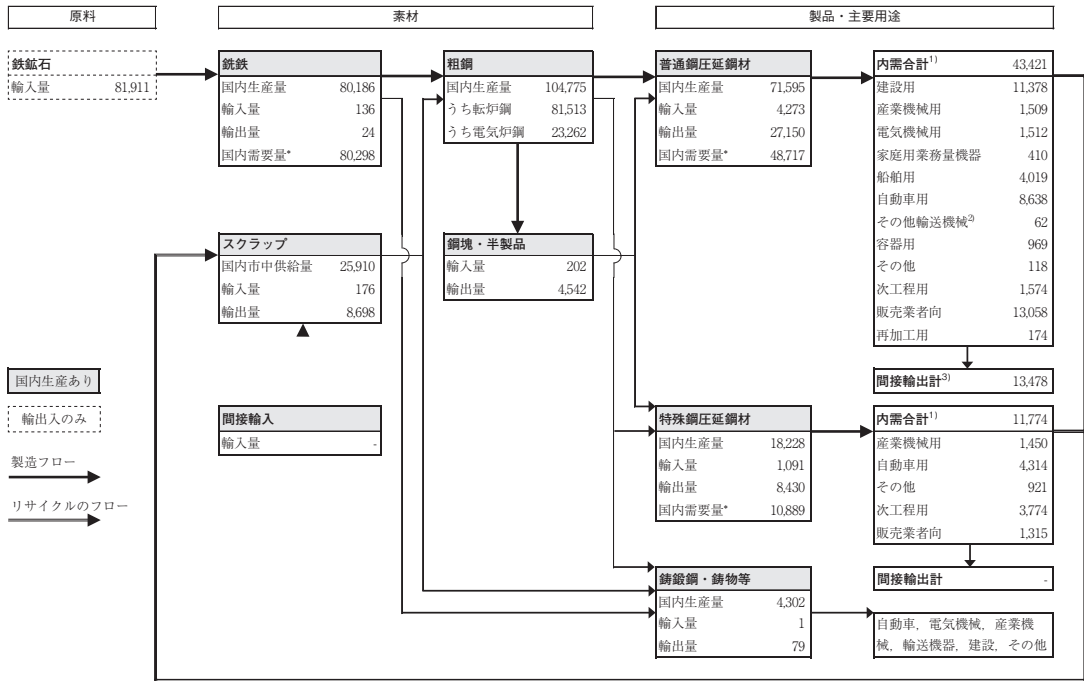 原料
素材
製品・主要用途
鉄鉱石
輸入量 81,911
銑鉄
国内生産量 80,186
輸入量 136
輸出量 24
国内需要量* 80,298
粗鋼
国内生産量 104,775
うち転炉鋼 81,513
うち電気炉鋼 23,262
普通鋼圧延鋼材
国内生産量 71,595
輸入量 4,273
輸出量 27,150
国内需要量* 48,717
内需合計1) 43,421
建設用 11,378
産業機械用 1,509
電気機械用 1,512
家庭用業務量機器 410
船舶用 4,019
自動車用 8,638
その他輸送機械2) 62
容器用 969
その他 118
次工程用 1,574
販売業者向 13,058
再加工用 174
間接輸出計3) 13,478
スクラップ
国内市中供給量 25,910
輸入量 176
輸出量 8,698
鋼塊・半製品
輸入量 202
輸出量 4,542
国内生産あり
輸出入のみ
製造フロー
リサイクルのフロー
間接輸入
輸入量 -
特殊鋼圧延鋼材
国内生産量 18,228
輸入量 1,091
輸出量 8,430
国内需要量* 10,889
内需合計1) 11,774
産業機械用 1,450
自動車用 4,314
その他 921
次工程用 3,774
販売業者向 1,315
間接輸出計 -
鋳鍛鋼・鋳物等
国内生産量 4,302
輸入量 1
輸出量 79
自動車，電気機械，産業機
械，輸送機器，建設，その他